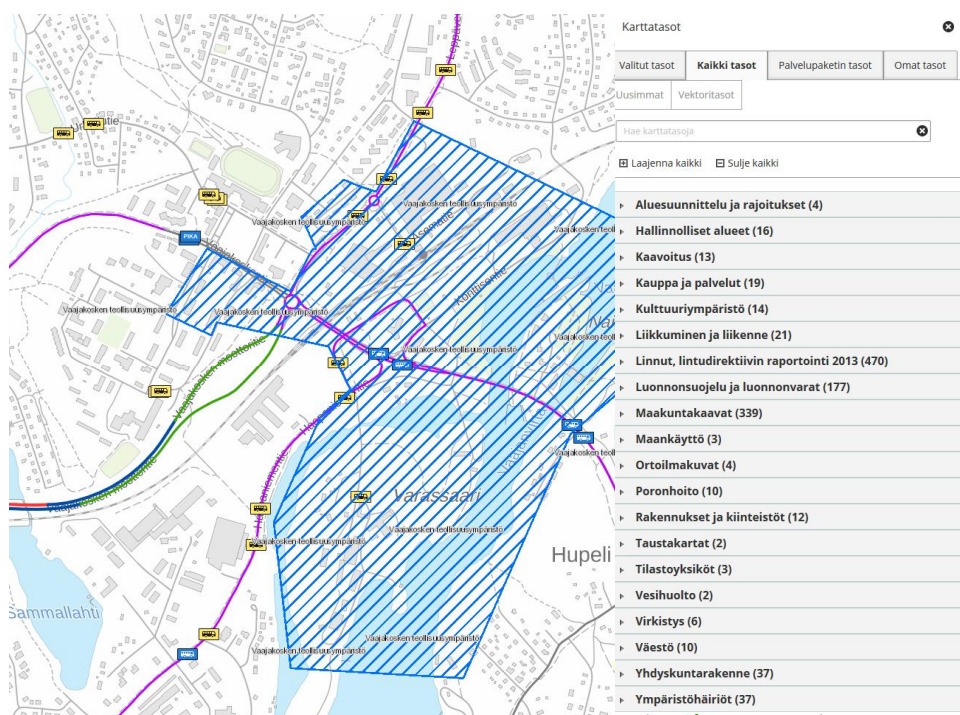 Karttatasot
Valitut tasot
Kaikki tasot
Palvelupaketin tasot
Omat tasot
Uusimmat
Vektoritasot
Hae karttatasoja
Laajenna kaikki
Sulje kaikki
Aluesuunnittelu ja rajoitukset (4)
Hallinnolliset alueet (16)
Kaavoitus (13)
Kauppa ja palvelut (19)
Kulttuuriympäristö (14)
Liikkuminen ja liikenne (21)
Linnut, lintudirektiivin raportointi 2013 (470)
Luonnonsuojelu ja luonnonvarat (177)
Maakuntakaavat (339)
Maankäyttö (3)
Ortoilmakuvat (4)
Poronhoito (10)
Rakennukset ja kiinteistöt (12)
Taustakartat (2)
Tilastoyksiköt (3)
Vesihuolto (2)
Virkistys (6)
Väestö (10)
Yhdyskuntarakenne (37)
Ympäristöhäiriöt (37)
Vaajakosken teollisuusympäristö
Vaajakosken teollisuusympäristö
Asematie
PIKA
Konttisentie
Vaajakosken teollisuusympäristö
Vaajakosken teollisuusympäristö
Vaajakosken teollisuusympäristö
Vaajakosken moottoritie
Vaajakosken moottoritie
Varassaari
Vaajakosken teollisuusympäristö
Vaajakosken teollisuusympäristö
Hupeli
Sammallahti
Vaajakosken teollisuusympäristö
Vaajakosken teollisuusympäristö